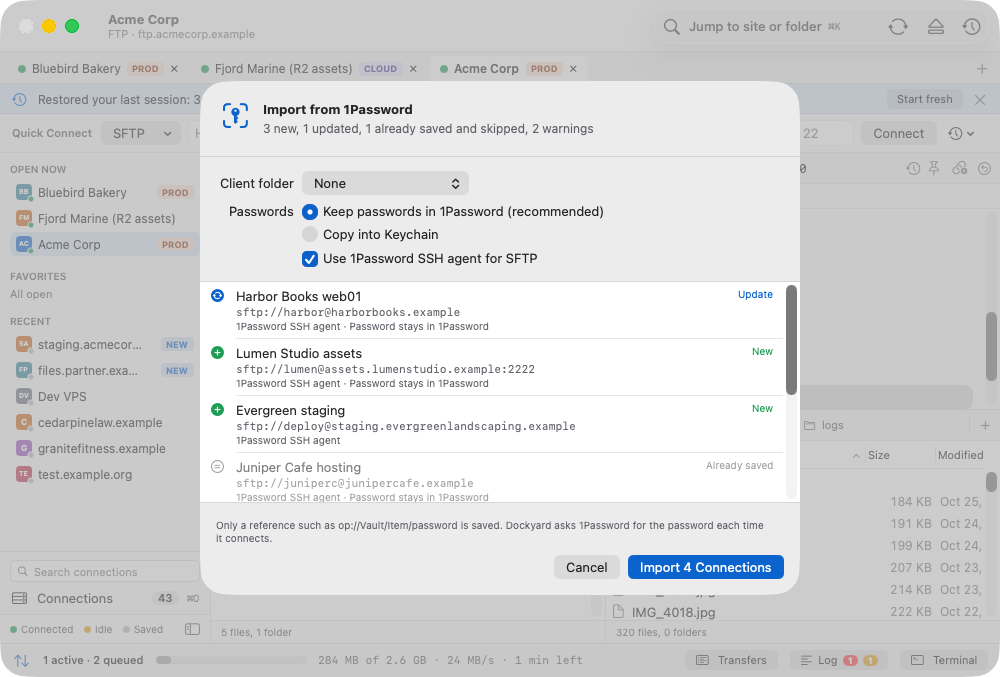 Acme Corp
FTP · ftp.acmecorp.example
Jump to site or folder ⌘K
Bluebird Bakery PROD ×
Fjord Marine (R2 assets) CLOUD ×
Acme Corp PROD ×
Restored your last session: 3
Start fresh
Quick Connect SFTP
22 Connect
OPEN NOW
BB Bluebird Bakery PROD
FM Fjord Marine (R2 assets)
AC Acme Corp PROD
FAVORITES
All open
RECENT
SA staging.acmecor... NEW
FP files.partner.exa... NEW
DV Dev VPS
C cedarpinelaw.example
G granitefitness.example
TE test.example.org
Search connections
Connections 43 ⌘0
Connected Idle Saved
Import from 1Password
3 new, 1 updated, 1 already saved and skipped, 2 warnings
Client folder None
Passwords Keep passwords in 1Password (recommended)
Copy into Keychain
Use 1Password SSH agent for SFTP
Harbor Books web01 Update
sftp://harbor@harborbooks.example
1Password SSH agent · Password stays in 1Password
Lumen Studio assets New
sftp://lumen@assets.lumenstudio.example:2222
1Password SSH agent · Password stays in 1Password
Evergreen staging New
sftp://deploy@staging.evergreenlandscaping.example
1Password SSH agent
Juniper Cafe hosting Already saved
sftp://juniperc@junipercafe.example
1Password SSH agent · Password stays in 1Password
Only a reference such as op://Vault/Item/password is saved. Dockyard asks 1Password for the password each time
it connects.
Cancel Import 4 Connections
logs
Size Modified
184 KB Oct 25,
191 KB Oct 24,
199 KB Oct 24,
207 KB Oct 23,
214 KB Oct 23,
IMG_4018.jpg 222 KB Oct 22,
5 files, 1 folder
320 files, 0 folders
1 active · 2 queued
284 MB of 2.6 GB · 24 MB/s · 1 min left
Transfers
Log 1 1
Terminal